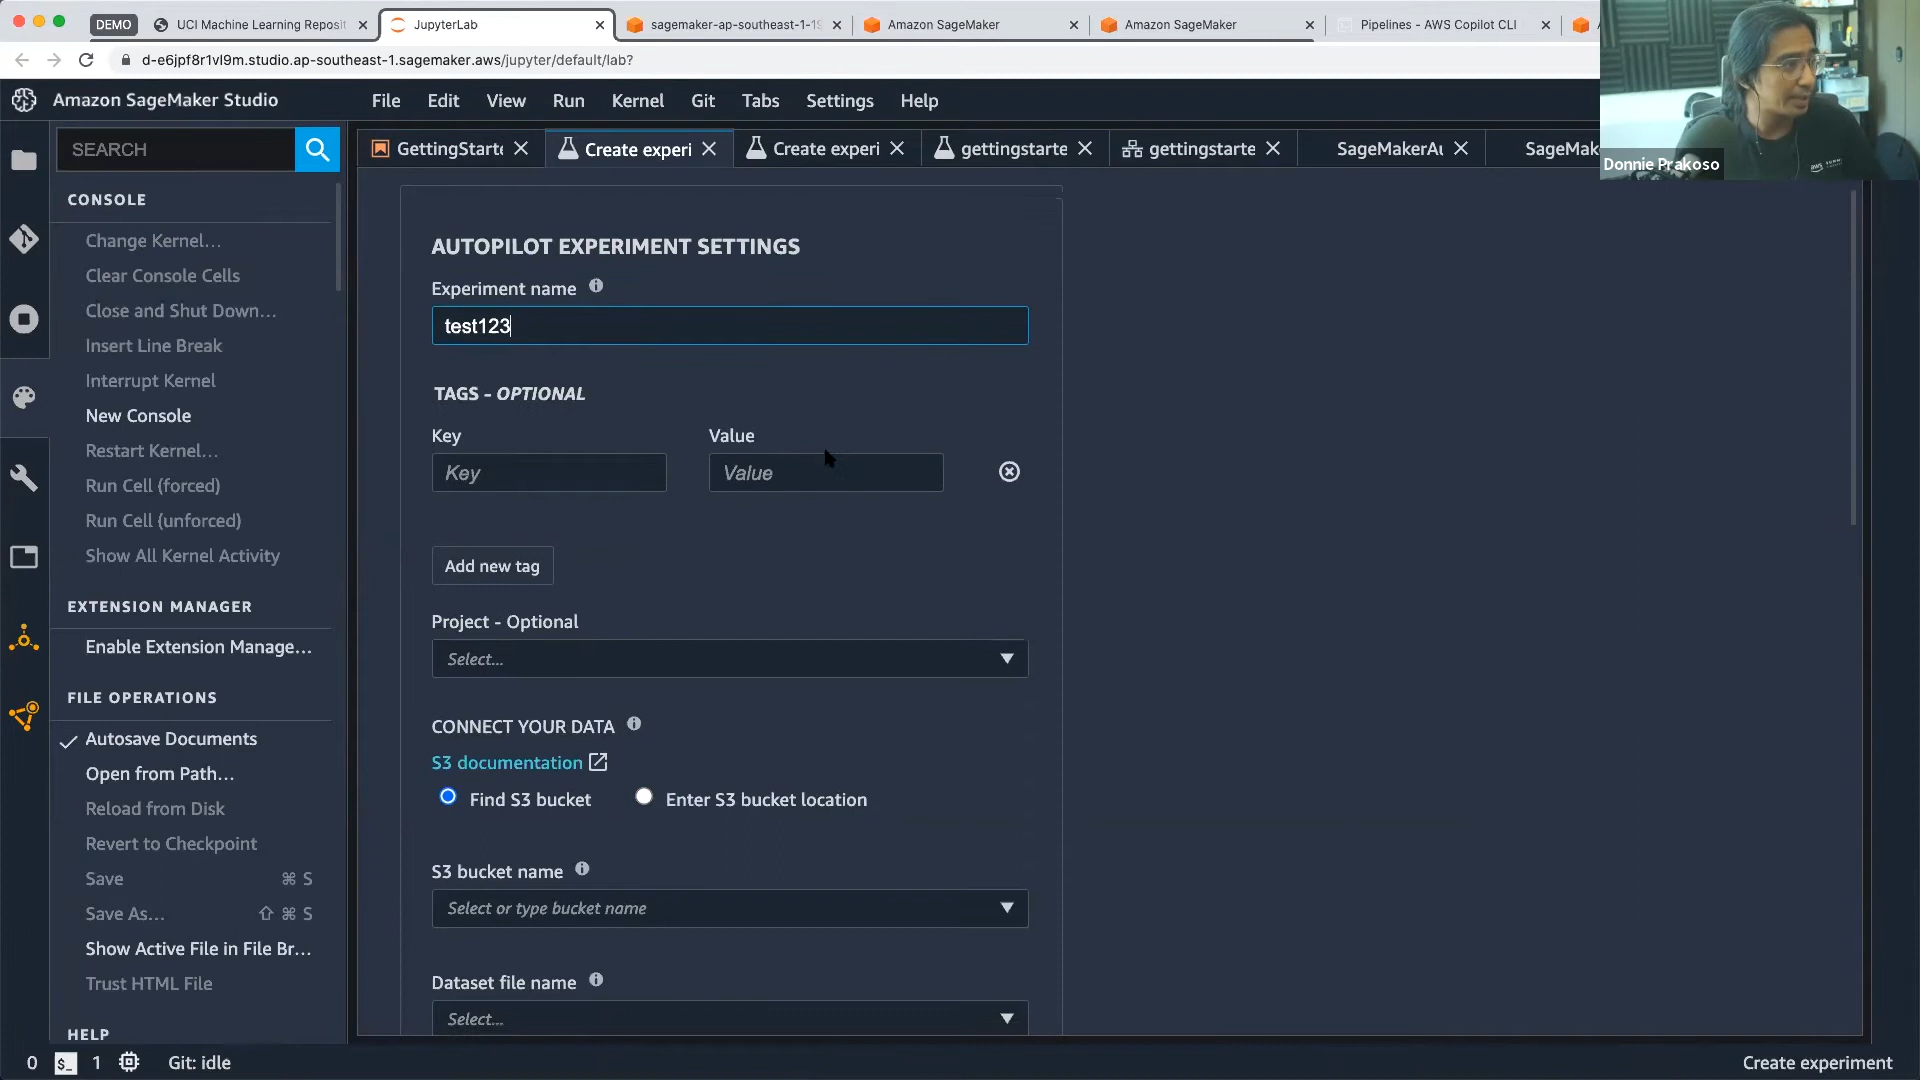 DEMO
UCI Machine Learning Reposit
JupyterLab
sagemaker-ap-southeast-1-19
Amazon SageMaker
Amazon SageMaker
Pipelines - AWS Copilot CLI
d-e6jpf8r1vl9m.studio.ap-southeast-1.sagemaker.aws/jupyter/default/lab?
Amazon SageMaker Studio
File Edit View Run Kernel Git Tabs Settings Help
SEARCH
GettingStarte
Create experi
Create experi
gettingstarte
gettingstarte
SageMakerAu
SageMak
Donnie Prakoso
aws
CONSOLE
Change Kernel...
Clear Console Cells
Close and Shut Down...
Insert Line Break
Interrupt Kernel
New Console
Restart Kernel...
Run Cell (forced)
Run Cell (unforced)
Show All Kernel Activity
EXTENSION MANAGER
Enable Extension Manage...
FILE OPERATIONS
Autosave Documents
Open from Path...
Reload from Disk
Revert to Checkpoint
Save ⌘ S
Save As... ⇧ ⌘ S
Show Active File in File Br...
Trust HTML File
HELP
AUTOPILOT EXPERIMENT SETTINGS
Experiment name
test123
TAGS - OPTIONAL
Key Value
Key Value
Add new tag
Project - Optional
Select...
CONNECT YOUR DATA
S3 documentation
Find S3 bucket Enter S3 bucket location
S3 bucket name
Select or type bucket name
Dataset file name
Select...
0 $_ 1 Git: idle
Create experiment